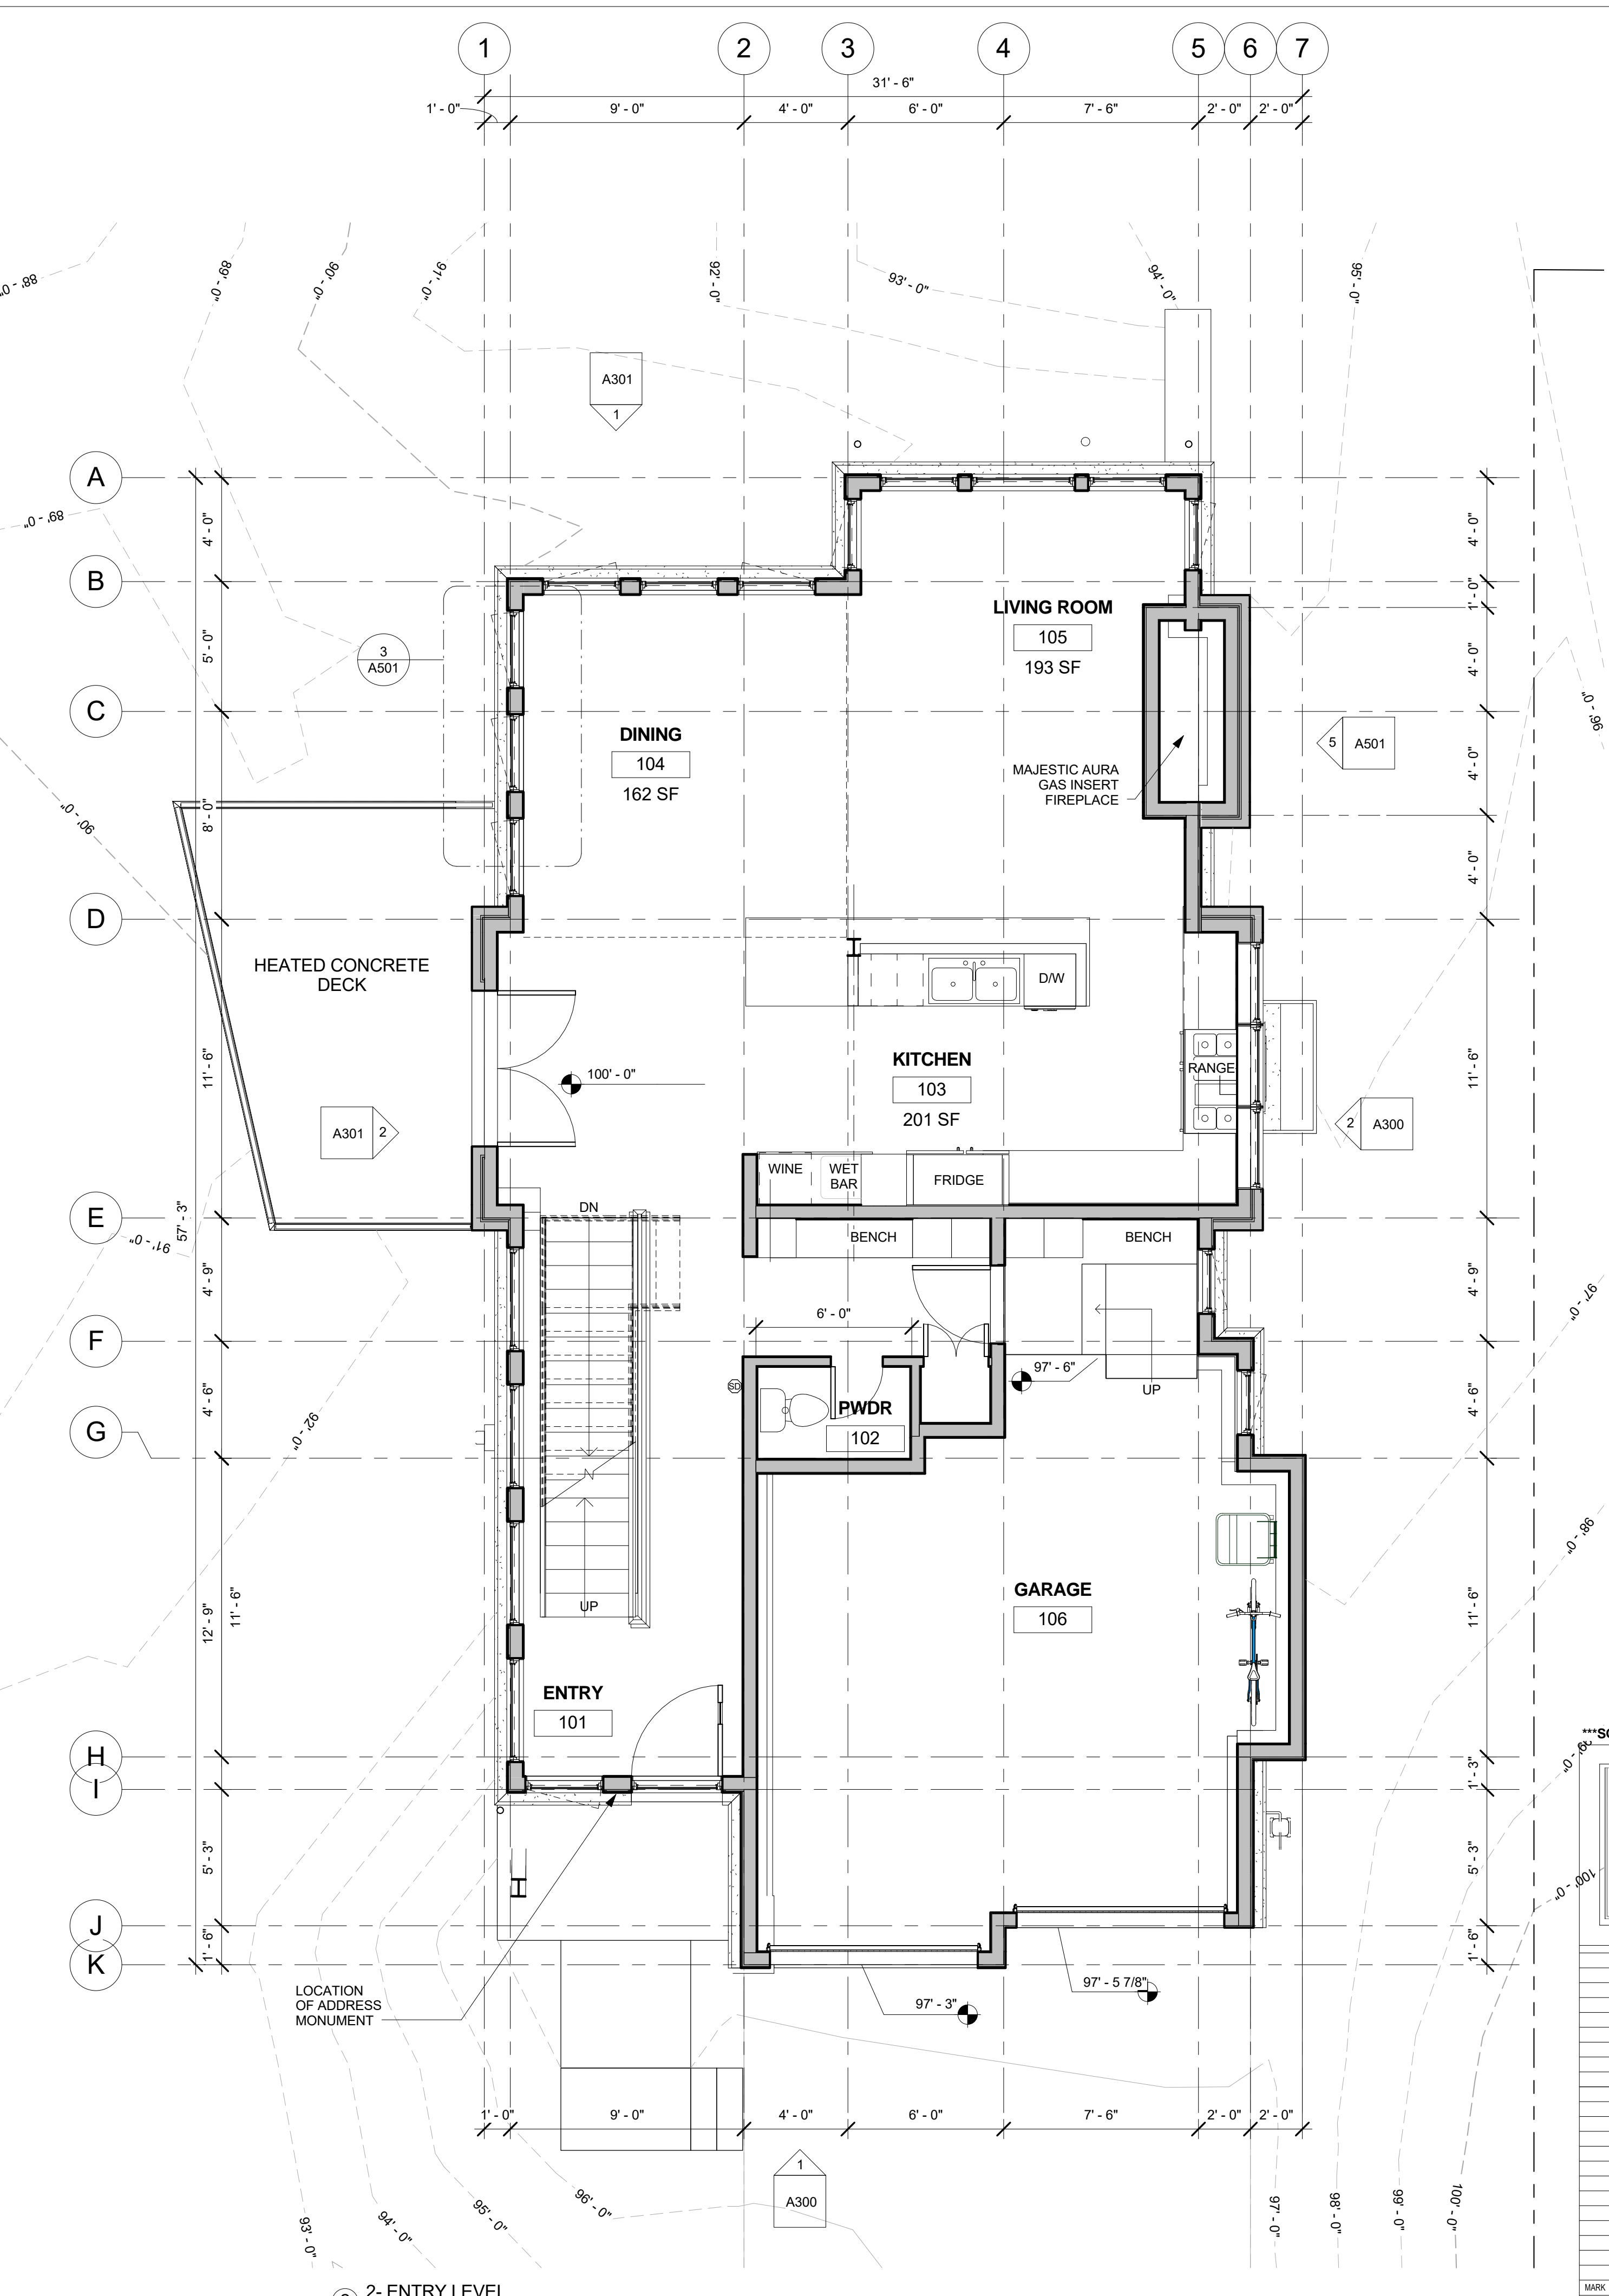 1
2
3
4
5
6
7
31' - 6"
1' - 0"
9' - 0"
4' - 0"
6' - 0"
7' - 6"
2' - 0"
2' - 0"
88' - 0"
89' - 0"
90' - 0"
91' - 0"
92' - 0"
93' - 0"
94' - 0"
95' - 0"
A301
1
A
4' - 0"
4' - 0"
89' - 0"
B
1' - 0"
LIVING ROOM
105
193 SF
5' - 0"
3
A501
4' - 0"
96' - 0"
C
DINING
104
162 SF
5
A501
MAJESTIC AURA
GAS INSERT
FIREPLACE
4' - 0"
90' - 0"
8' - 0"
4' - 0"
D
HEATED CONCRETE
DECK
D/W
KITCHEN
103
201 SF
RANGE
100' - 0"
11' - 6"
11' - 6"
A301
2
2
A300
WINE
WET
BAR
FRIDGE
E
57' - 3"
91' - 0"
DN
BENCH
BENCH
4' - 9"
4' - 9"
97' - 0"
6' - 0"
F
97' - 6"
SD
UP
4' - 6"
4' - 6"
92' - 0"
PWDR
102
G
98' - 0"
GARAGE
106
UP
12' - 9"
11' - 6"
11' - 6"
ENTRY
101
H
I
1' - 3"
99' - 0"
5' - 3"
5' - 3"
100' - 0"
J
K
1' - 6"
1' - 6"
LOCATION
OF ADDRESS
MONUMENT
97' - 3"
97' - 5 7/8"
1' - 0"
9' - 0"
4' - 0"
6' - 0"
7' - 6"
2' - 0"
2' - 0"
1
A300
93' - 0"
94' - 0"
95' - 0"
96' - 0"
97' - 0"
98' - 0"
99' - 0"
100' - 0"
MARK
2- ENTRY LEVEL